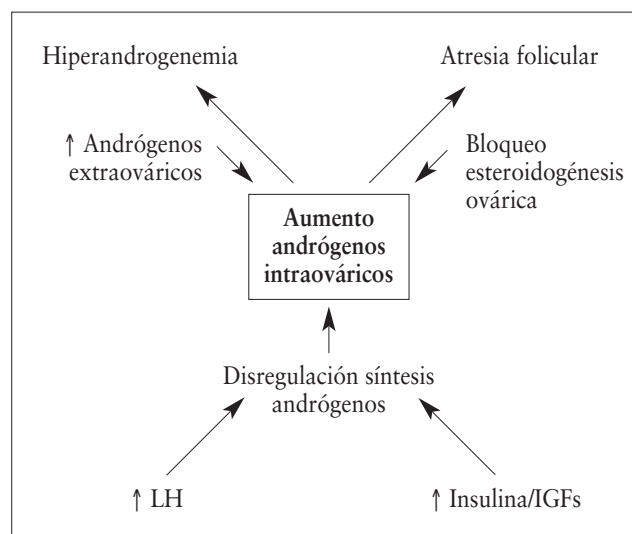 Hiperandrogenemia
Atresia folicular
↑ Andrógenos
extraováricos
Bloqueo
esteroidogénesis
ovárica
Aumento
andrógenos
intraováricos
Disregulación síntesis
andrógenos
↑ LH
↑ Insulina/IGFs